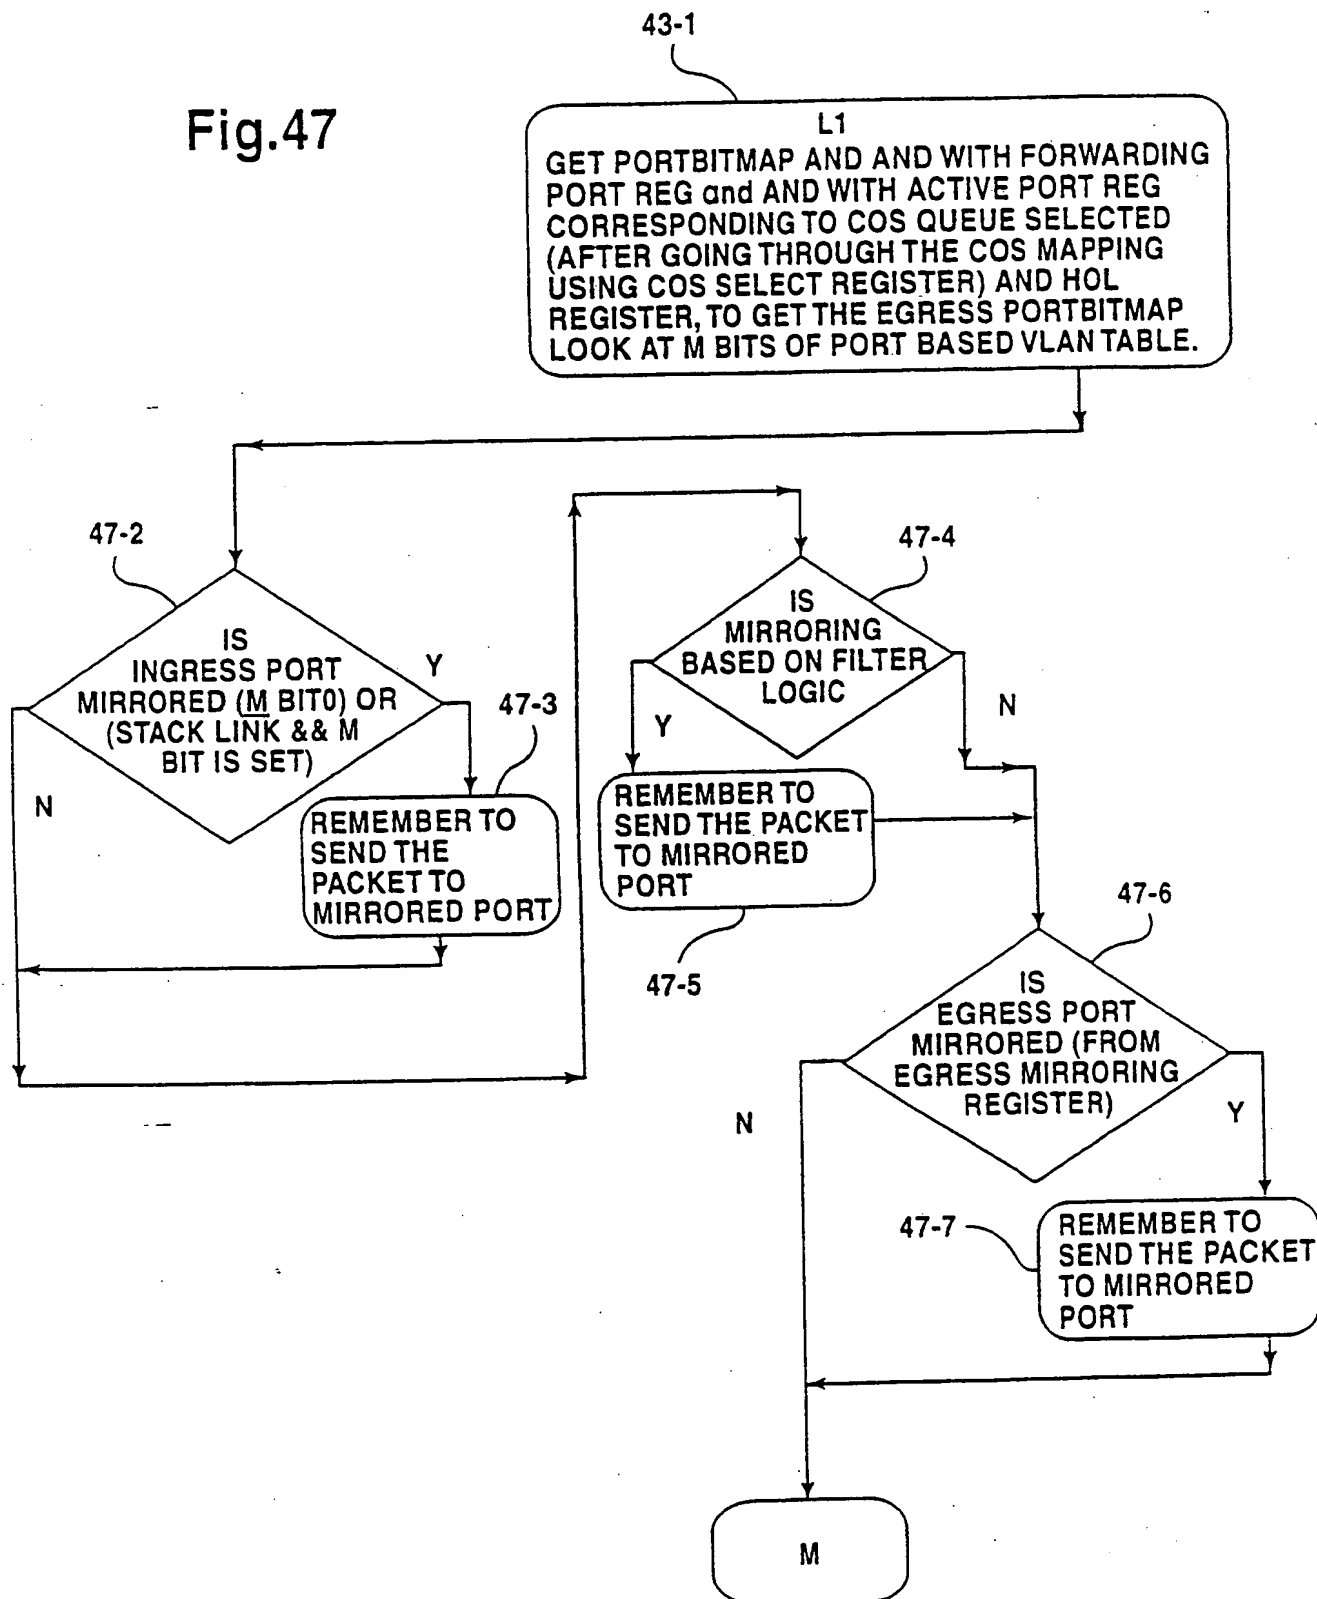 43-1
Fig.47
L1
GET PORTBITMAP AND AND WITH FORWARDING
PORT REG and AND WITH ACTIVE PORT REG
CORRESPONDING TO COS QUEUE SELECTED
(AFTER GOING THROUGH THE COS MAPPING
USING COS SELECT REGISTER) AND HOL
REGISTER, TO GET THE EGRESS PORTBITMAP
LOOK AT M BITS OF PORT BASED VLAN TABLE.
47-2
IS
INGRESS PORT
MIRRORED (M BIT0) OR
(STACK LINK && M
BIT IS SET)
Y
N
47-3
REMEMBER TO
SEND THE
PACKET TO
MIRRORED PORT
47-4
IS
MIRRORING
BASED ON FILTER
LOGIC
Y
N
REMEMBER TO
SEND THE PACKET
TO MIRRORED
PORT
47-5
47-6
IS
EGRESS PORT
MIRRORED (FROM
EGRESS MIRRORING
REGISTER)
N
Y
47-7
REMEMBER TO
SEND THE PACKET
TO MIRRORED
PORT
M